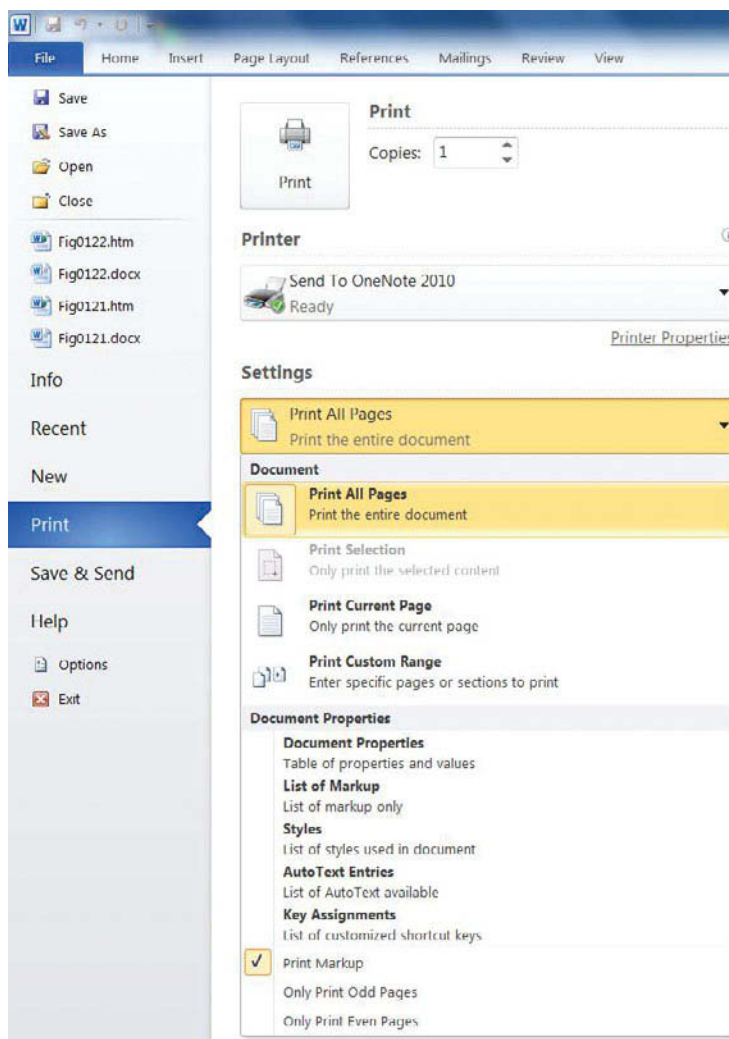 W
File Home Insert Page Layout References Mailings Review View
Save
Save As
Open
Close
Fig0122.htm
Fig0122.docx
Fig0121.htm
Fig0121.docx
Info
Recent
New
Print
Save & Send
Help
Options
Exit
Print
Print
Copies: 1
Printer
Send To OneNote 2010
Ready
Printer Properties
Settings
Print All Pages
Print the entire document
Document
Print All Pages
Print the entire document
Print Selection
Only print the selected content
Print Current Page
Only print the current page
Print Custom Range
Enter specific pages or sections to print
Document Properties
Document Properties
Table of properties and values
List of Markup
List of markup only
Styles
List of styles used in document
AutoText Entries
List of AutoText available
Key Assignments
List of customized shortcut keys
Print Markup
Only Print Odd Pages
Only Print Even Pages